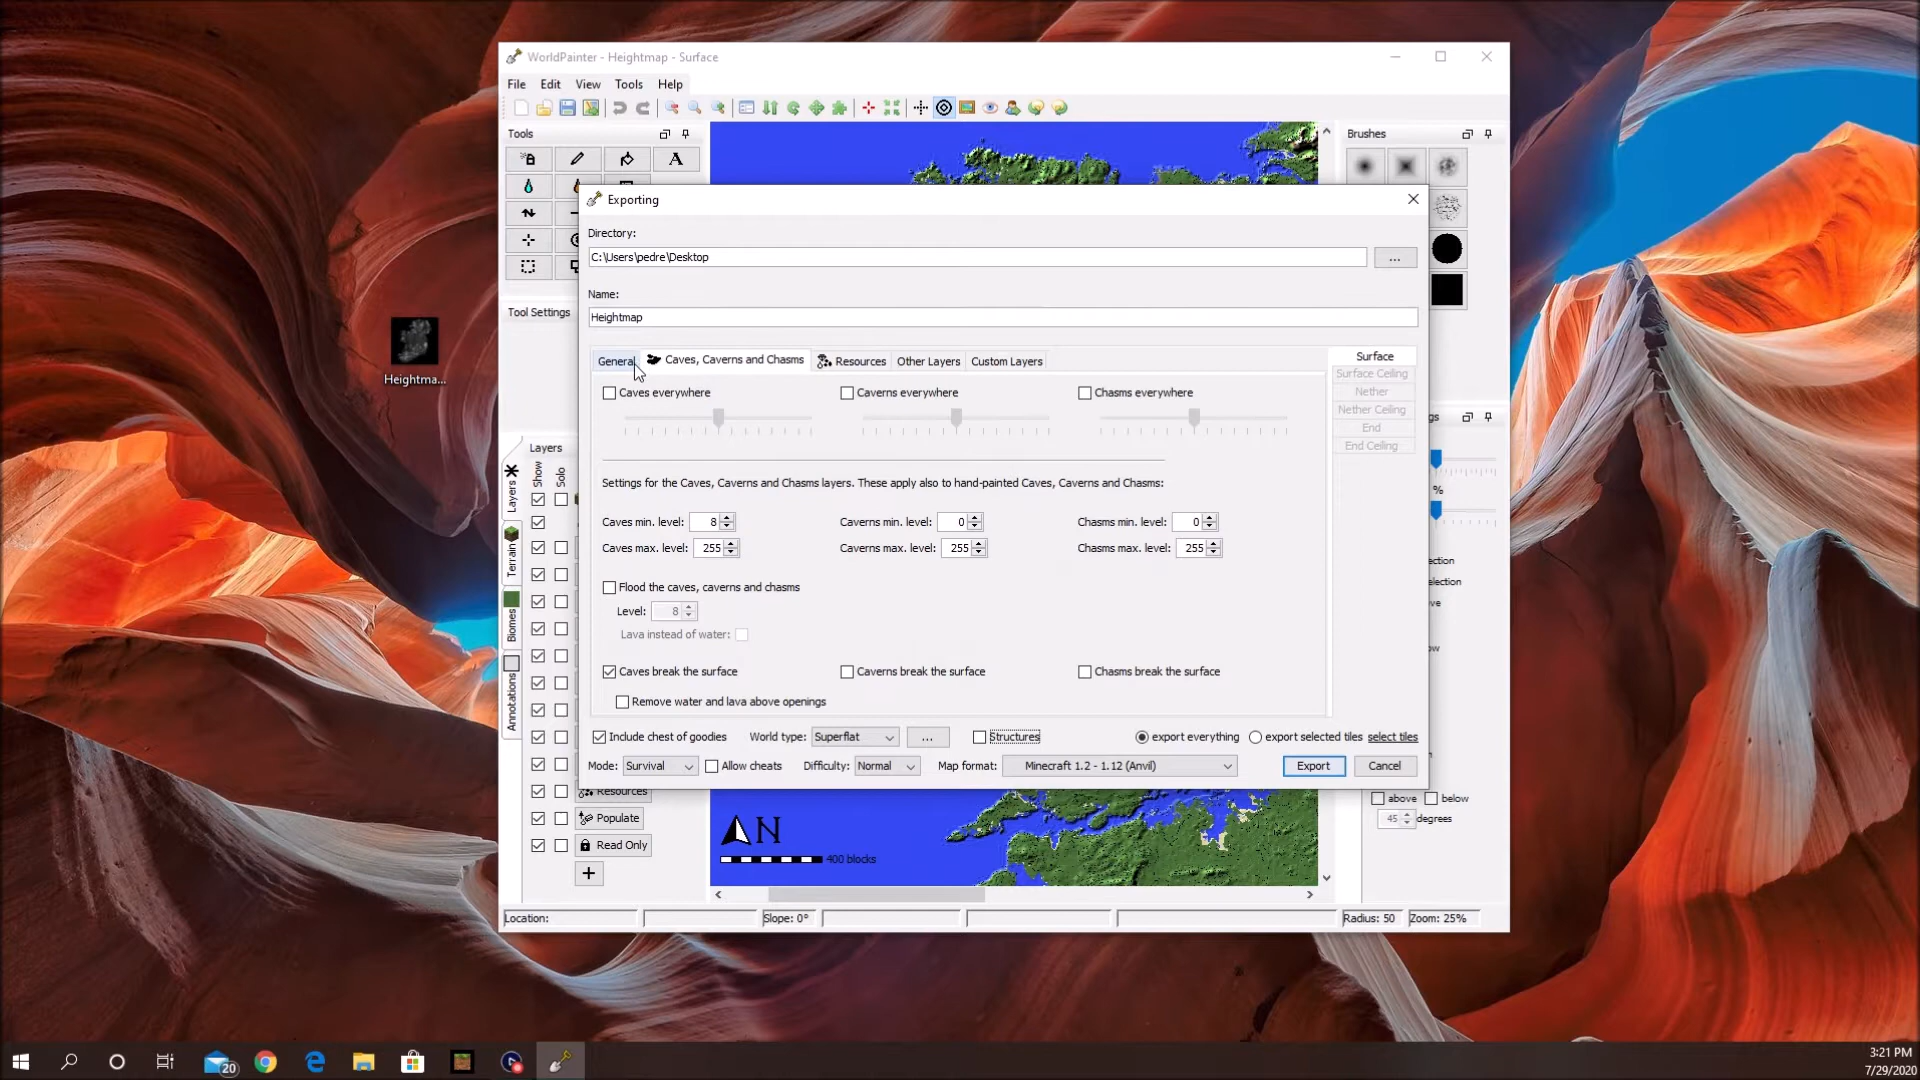 WorldPainter - Heightmap - Surface
File Edit View Tools Help
Tools
Brushes
A
Exporting
Directory:
C:\Users\pedre\Desktop
...
Name:
Heightmap
Tool Settings
Heightma...
General Caves, Caverns and Chasms Resources Other Layers Custom Layers
Surface
Surface Ceiling
Nether
Nether Ceiling
End
End Ceiling
Caves everywhere Caverns everywhere Chasms everywhere
Layers
Show
Solo
Layers
Terrain
Biomes
Annotations
gs
%
Settings for the Caves, Caverns and Chasms layers. These apply also to hand-painted Caves, Caverns and Chasms:
Caves min. level: 8 Caverns min. level: 0 Chasms min. level: 0
Caves max. level: 255 Caverns max. level: 255 Chasms max. level: 255
Flood the caves, caverns and chasms
Level: 8
Lava instead of water:
Caves break the surface Caverns break the surface Chasms break the surface
Remove water and lava above openings
ection
election
ve
low
ow
Include chest of goodies World type: Superflat ... Structures export everything export selected tiles select tiles
Mode: Survival Allow cheats Difficulty: Normal Map format: Minecraft 1.2 - 1.12 (Anvil) Export Cancel
Resources
Populate
Read Only
+
N
400 blocks
above below
45 degrees
Location: Slope: 0° Radius: 50 Zoom: 25%
20
3:21 PM
7/29/2020